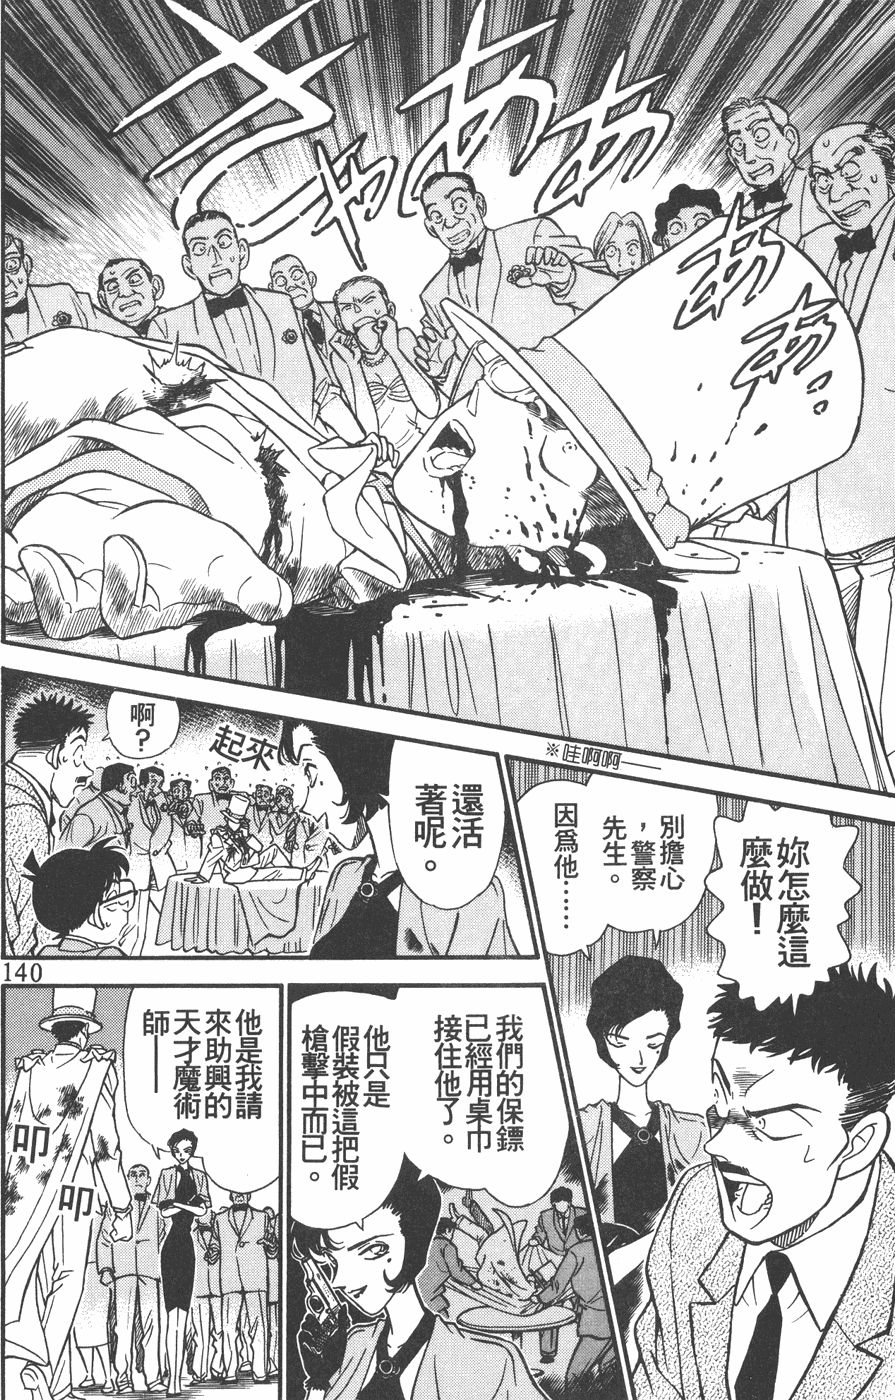 きゃああああ…
※哇啊啊——
妳怎麼這
麼做！
別擔心
，警察
先生。
因爲他……
還活
著呢。
起來
啊？
140
我們的保鏢
已經用桌巾
接住他了。
他只是
假裝被這把假
槍擊中而已。
他是我請
來助興的
天才魔術
師——
叩
叩